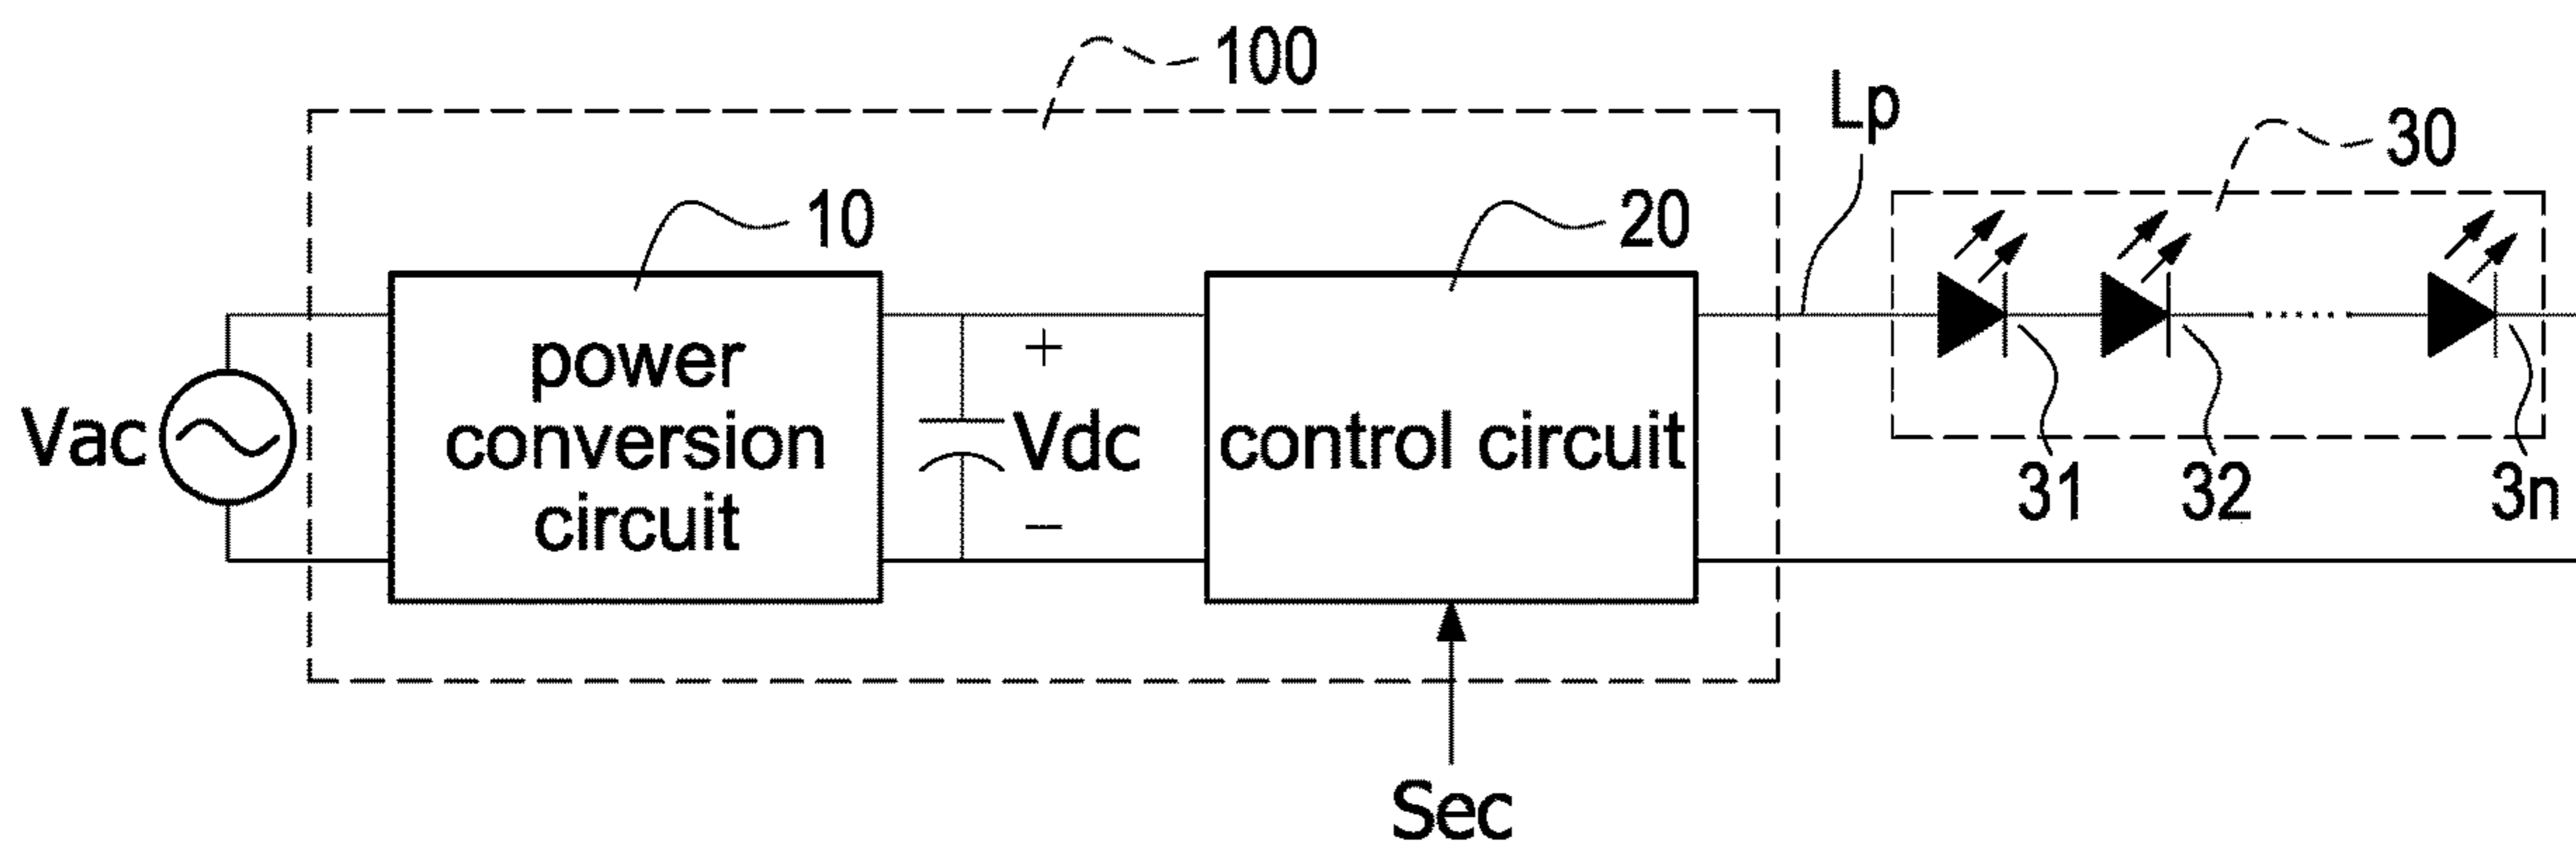 100
Lp
30
10
20
power
conversion
circuit
+
Vdc
−
control circuit
Vac
31
32
3n
Sec